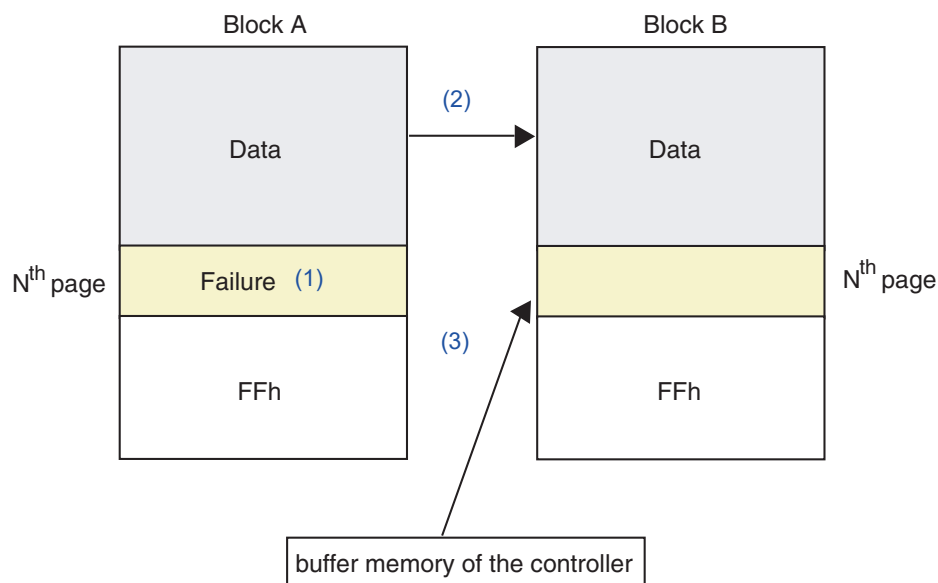 Block A
Block B
(2)
Data
Data
Nth page
Failure (1)
Nth page
(3)
FFh
FFh
buffer memory of the controller